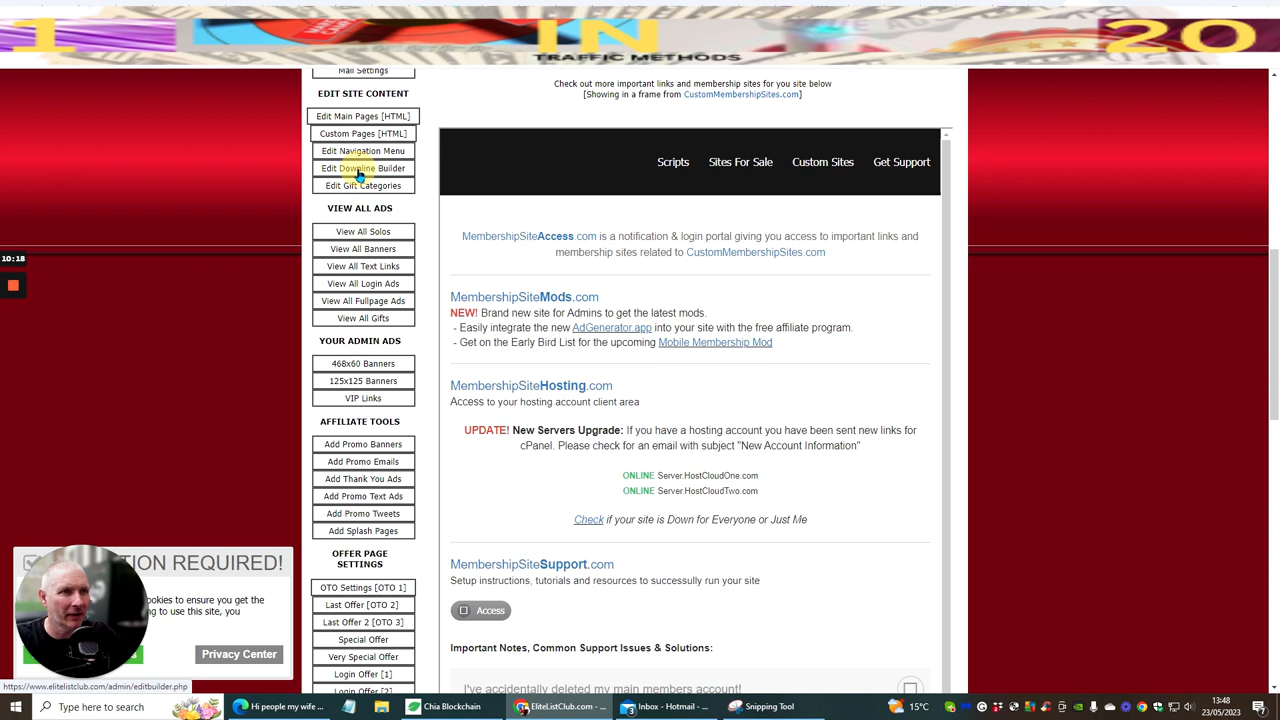 1 IN 20
TRAFFIC METHODS
Mail Settings
EDIT SITE CONTENT
Edit Main Pages [HTML]
Custom Pages [HTML]
Edit Navigation Menu
Edit Downline Builder
Edit Gift Categories
VIEW ALL ADS
View All Solos
View All Banners
View All Text Links
View All Login Ads
View All Fullpage Ads
View All Gifts
YOUR ADMIN ADS
468x60 Banners
125x125 Banners
VIP Links
AFFILIATE TOOLS
Add Promo Banners
Add Promo Emails
Add Thank You Ads
Add Promo Text Ads
Add Promo Tweets
Add Splash Pages
OFFER PAGE
SETTINGS
OTO Settings [OTO 1]
Last Offer [OTO 2]
Last Offer 2 [OTO 3]
Special Offer
Very Special Offer
Login Offer [1]
Login Offer [2]
Check out more important links and membership sites for you site below
[Showing in a frame from CustomMembershipSites.com]
Scripts Sites For Sale Custom Sites Get Support
MembershipSiteAccess.com is a notification & login portal giving you access to important links and
membership sites related to CustomMembershipSites.com
MembershipSiteMods.com
NEW! Brand new site for Admins to get the latest mods.
- Easily integrate the new AdGenerator.app into your site with the free affiliate program.
- Get on the Early Bird List for the upcoming Mobile Membership Mod
MembershipSiteHosting.com
Access to your hosting account client area
UPDATE! New Servers Upgrade: If you have a hosting account you have been sent new links for
cPanel. Please check for an email with subject "New Account Information"
ONLINE Server.HostCloudOne.com
ONLINE Server.HostCloudTwo.com
Check if your site is Down for Everyone or Just Me
MembershipSiteSupport.com
Setup instructions, tutorials and resources to successfully run your site
Access
Important Notes, Common Support Issues & Solutions:
I've accidentally deleted my main members account!
10:18
TION REQUIRED!
ookies to ensure you get the
ng to use this site, you
Privacy Center
https://www.elitelistclub.com/admin/editbuilder.php
Type here to search
Hi people my wife ...
Chia Blockchain
EliteListClub.com - ...
Inbox - Hotmail - ...
Snipping Tool
15°C
13:48
23/05/2023